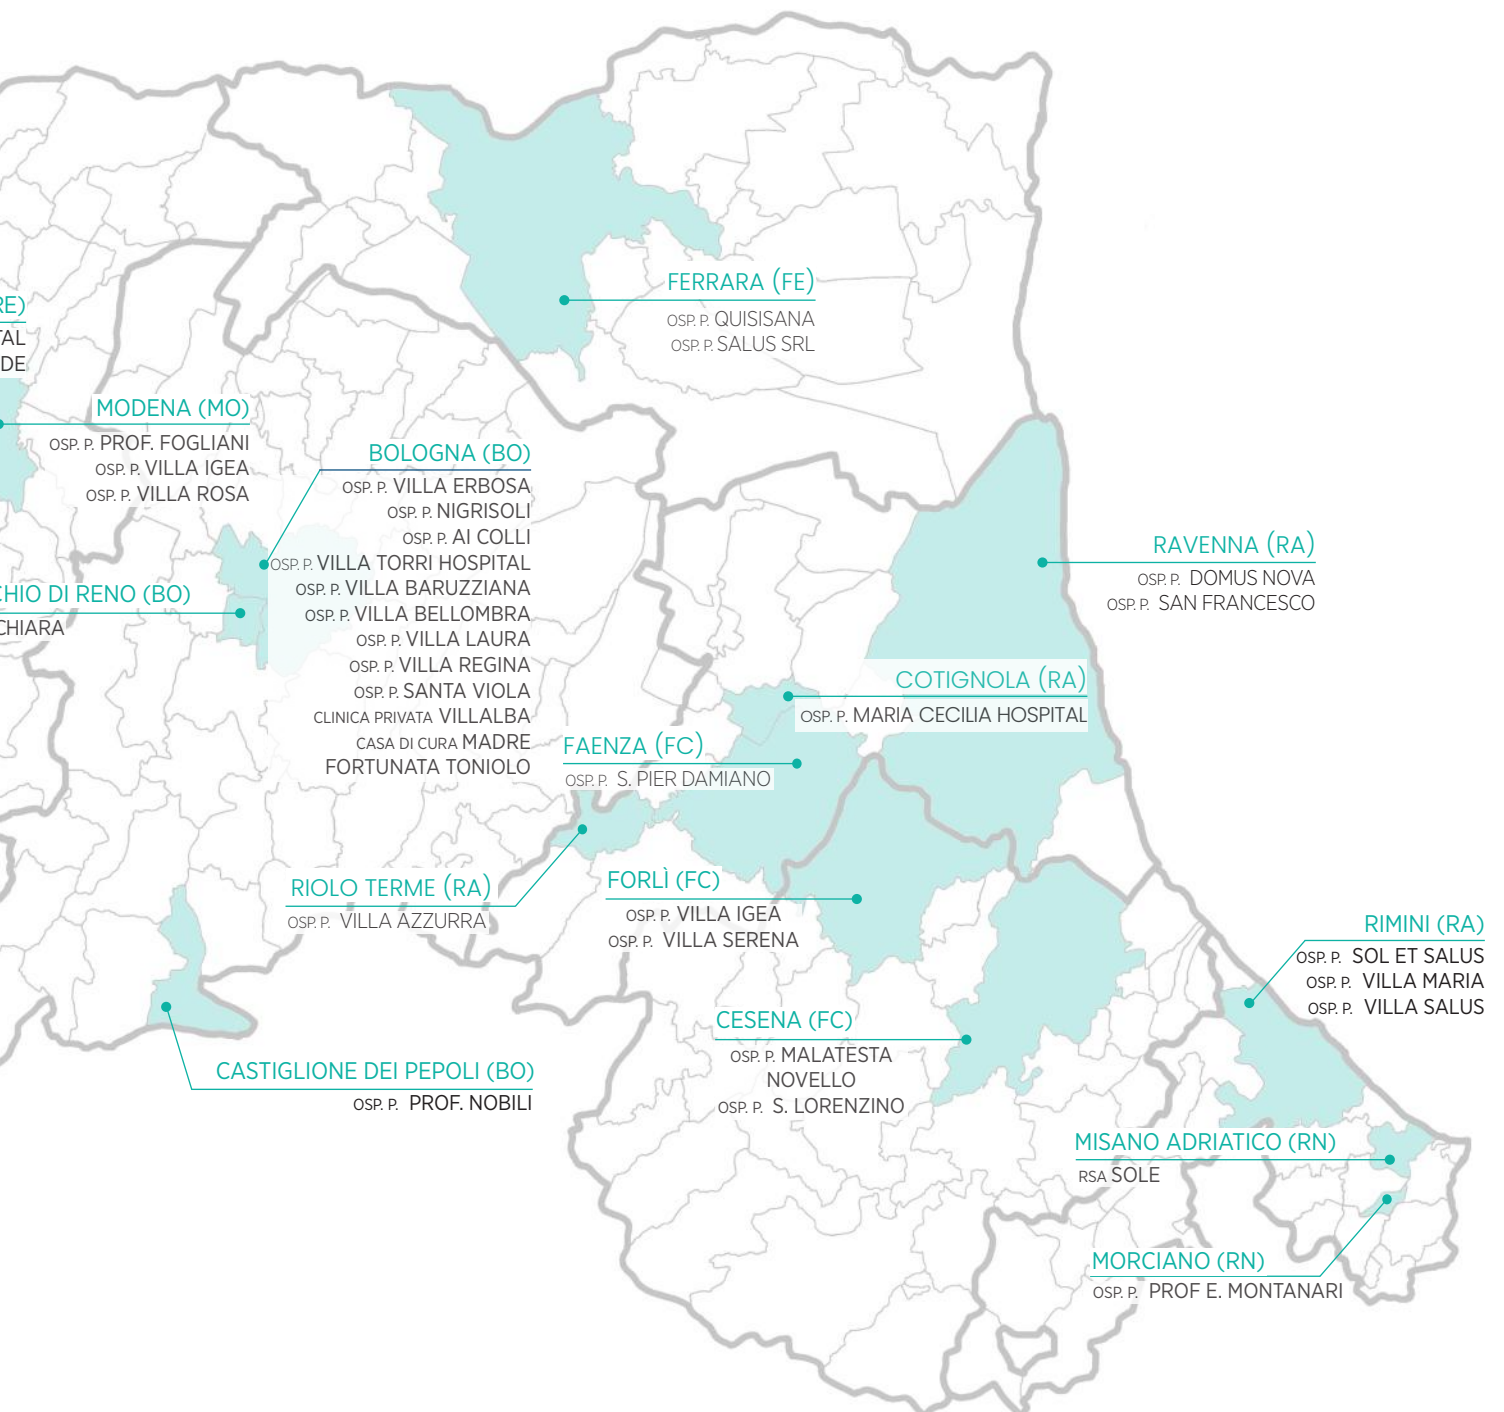 FERRARA (FE)
OSP. P. QUISISANA
OSP. P. SALUS SRL
RE)
TAL
DE
MODENA (MO)
OSP. P. PROF. FOGLIANI
OSP. P. VILLA IGEA
OSP. P. VILLA ROSA
BOLOGNA (BO)
OSP. P. VILLA ERBOSA
OSP. P. NIGRISOLI
OSP. P. AI COLLI
OSP. P. VILLA TORRI HOSPITAL
OSP. P. VILLA BARUZZIANA
OSP. P. VILLA BELLOMBRA
OSP. P. VILLA LAURA
OSP. P. VILLA REGINA
OSP. P. SANTA VIOLA
CLINICA PRIVATA VILLALBA
CASA DI CURA MADRE
FORTUNATA TONIOLO
CHIO DI RENO (BO)
CHIARA
RAVENNA (RA)
OSP. P. DOMUS NOVA
OSP. P. SAN FRANCESCO
COTIGNOLA (RA)
OSP. P. MARIA CECILIA HOSPITAL
FAENZA (FC)
OSP. P. S. PIER DAMIANO
RIOLO TERME (RA)
OSP. P. VILLA AZZURRA
FORLÌ (FC)
OSP. P. VILLA IGEA
OSP. P. VILLA SERENA
RIMINI (RA)
OSP. P. SOL ET SALUS
OSP. P. VILLA MARIA
OSP. P. VILLA SALUS
CESENA (FC)
OSP. P. MALATESTA
NOVELLO
OSP. P. S. LORENZINO
CASTIGLIONE DEI PEPOLI (BO)
OSP. P. PROF. NOBILI
MISANO ADRIATICO (RN)
RSA SOLE
MORCIANO (RN)
OSP. P. PROF E. MONTANARI